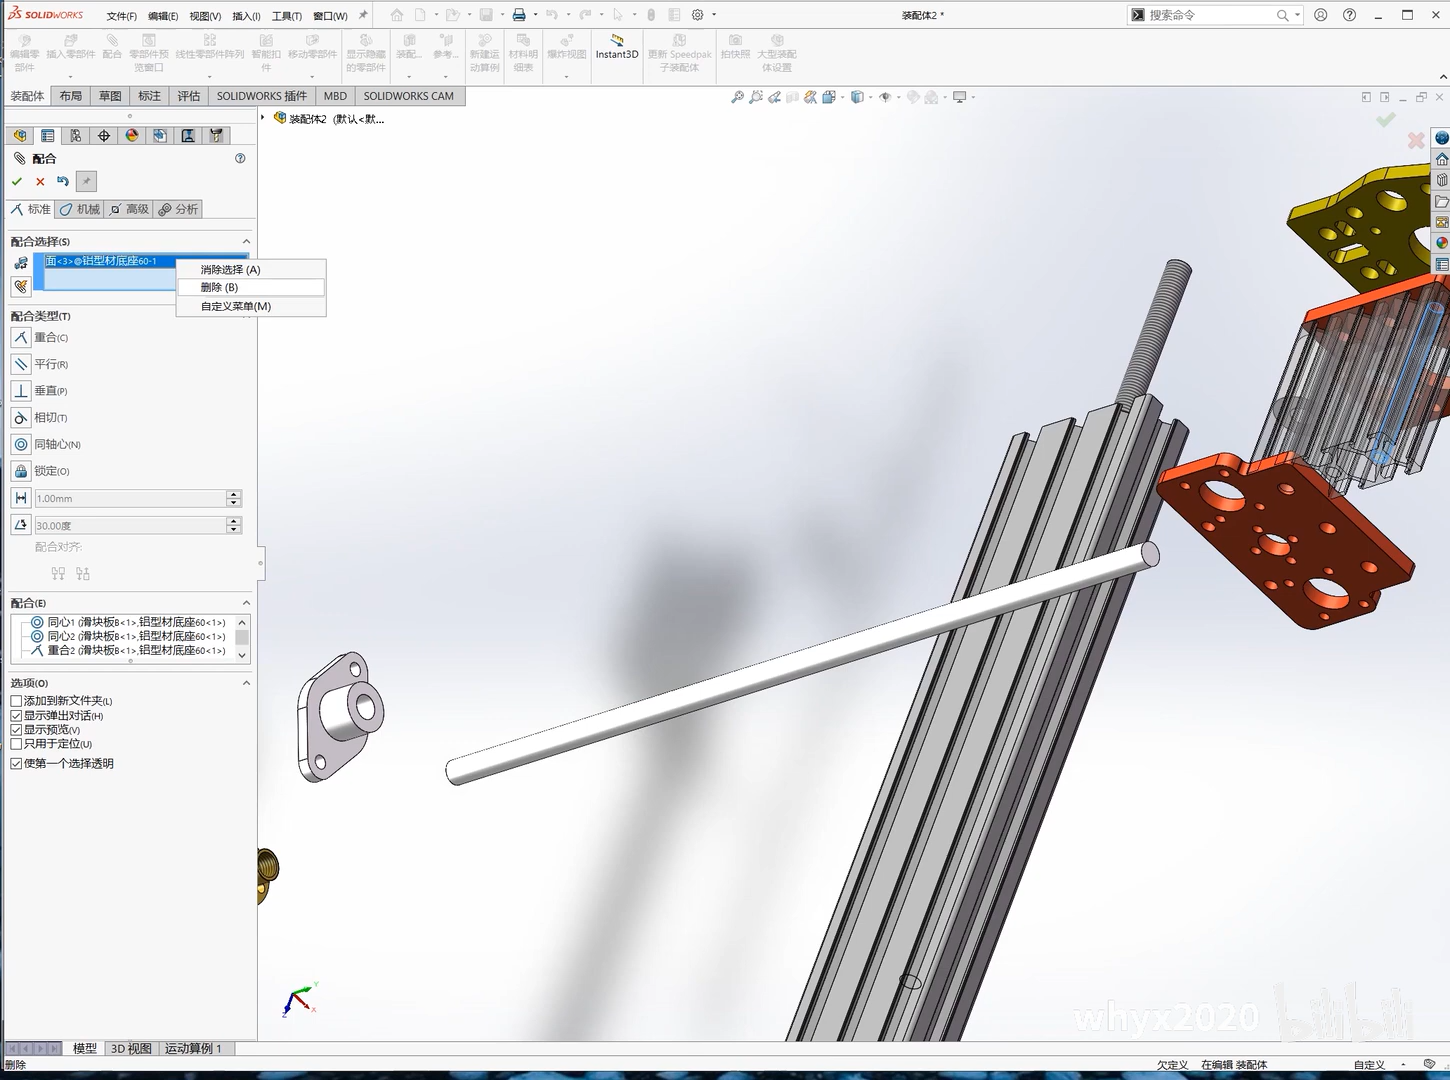 SOLIDWORKS 文件(F) 编辑(E) 视图(V) 插入(I) 工具(T) 窗口(W) 装配体2 * 搜索命令
编辑零部件 插入零部件 配合 零部件预览窗口 线性零部件阵列 智能扣件 移动零部件 显示隐藏的零部件 装配... 参考... 新建运动算例 材料明细表 爆炸视图 Instant3D 更新 Speedpak 子装配体 拍快照 大型装配体设置
装配体 布局 草图 标注 评估 SOLIDWORKS 插件 MBD SOLIDWORKS CAM
装配体2 (默认<默...
配合
标准 机械 高级 分析
配合选择(S)
面<3>@铝型材底座60-1
消除选择 (A)
删除 (B)
自定义菜单(M)
配合类型(T)
重合(C)
平行(R)
垂直(P)
相切(T)
同轴心(N)
锁定(O)
1.00mm
30.00度
配合对齐:
配合(E)
同心1 (滑块板B<1>,铝型材底座60<1>)
同心2 (滑块板B<1>,铝型材底座60<1>)
重合2 (滑块板B<1>,铝型材底座60<1>)
选项(O)
添加到新文件夹(L)
显示弹出对话(H)
显示预览(V)
只用于定位(U)
使第一个选择透明
Y
X
Z
whyx2020 bilibili
模型 3D 视图 运动算例 1
删除 欠定义 在编辑 装配体 自定义